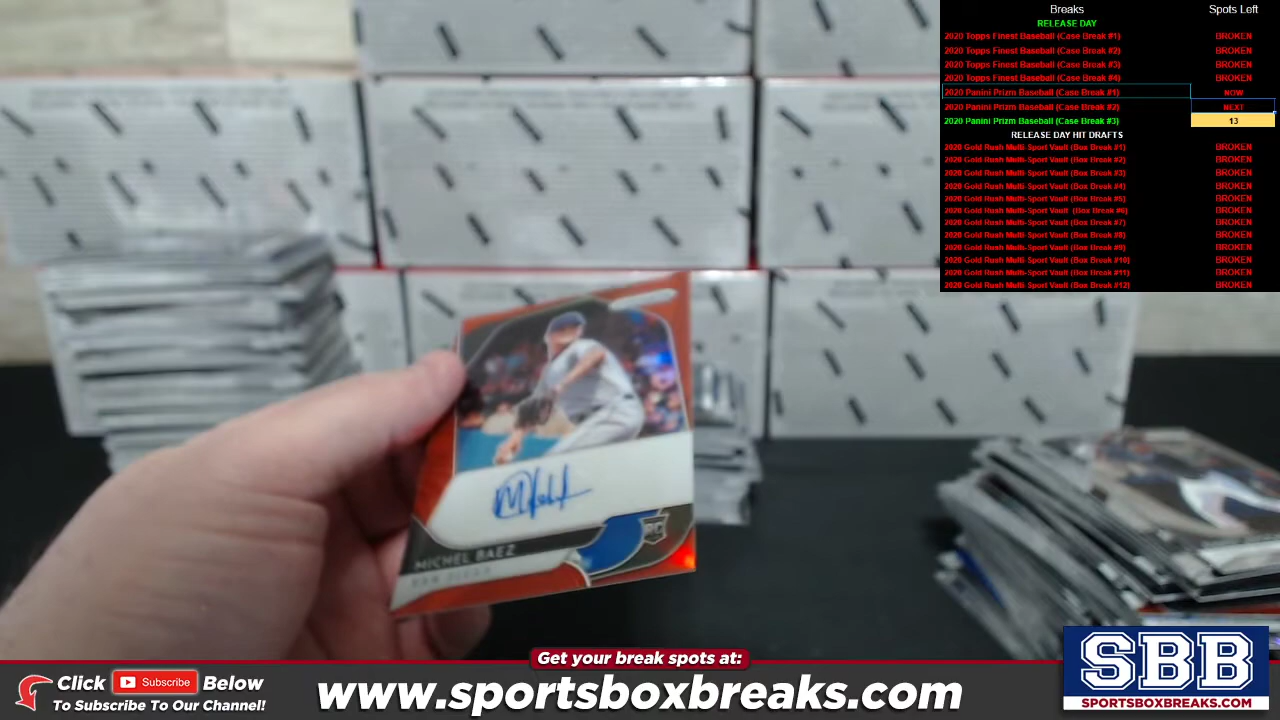 Breaks Spots Left
RELEASE DAY
2020 Topps Finest Baseball (Case Break #1) BROKEN
2020 Topps Finest Baseball (Case Break #2) BROKEN
2020 Topps Finest Baseball (Case Break #3) BROKEN
2020 Topps Finest Baseball (Case Break #4) BROKEN
2020 Panini Prizm Baseball (Case Break #1) NOW
2020 Panini Prizm Baseball (Case Break #2) NEXT
2020 Panini Prizm Baseball (Case Break #3) 13
RELEASE DAY HIT DRAFTS
2020 Gold Rush Multi-Sport Vault (Box Break #1) BROKEN
2020 Gold Rush Multi-Sport Vault (Box Break #2) BROKEN
2020 Gold Rush Multi-Sport Vault (Box Break #3) BROKEN
2020 Gold Rush Multi-Sport Vault (Box Break #4) BROKEN
2020 Gold Rush Multi-Sport Vault (Box Break #5) BROKEN
2020 Gold Rush Multi-Sport Vault (Box Break #6) BROKEN
2020 Gold Rush Multi-Sport Vault (Box Break #7) BROKEN
2020 Gold Rush Multi-Sport Vault (Box Break #8) BROKEN
2020 Gold Rush Multi-Sport Vault (Box Break #9) BROKEN
2020 Gold Rush Multi-Sport Vault (Box Break #10) BROKEN
2020 Gold Rush Multi-Sport Vault (Box Break #11) BROKEN
2020 Gold Rush Multi-Sport Vault (Box Break #12) BROKEN
RC
MICHEL BAEZ
SAN DIEGO
Get your break spots at:
Click Subscribe Below
To Subscribe To Our Channel!
www.sportsboxbreaks.com
SBB
SPORTSBOXBREAKS.COM